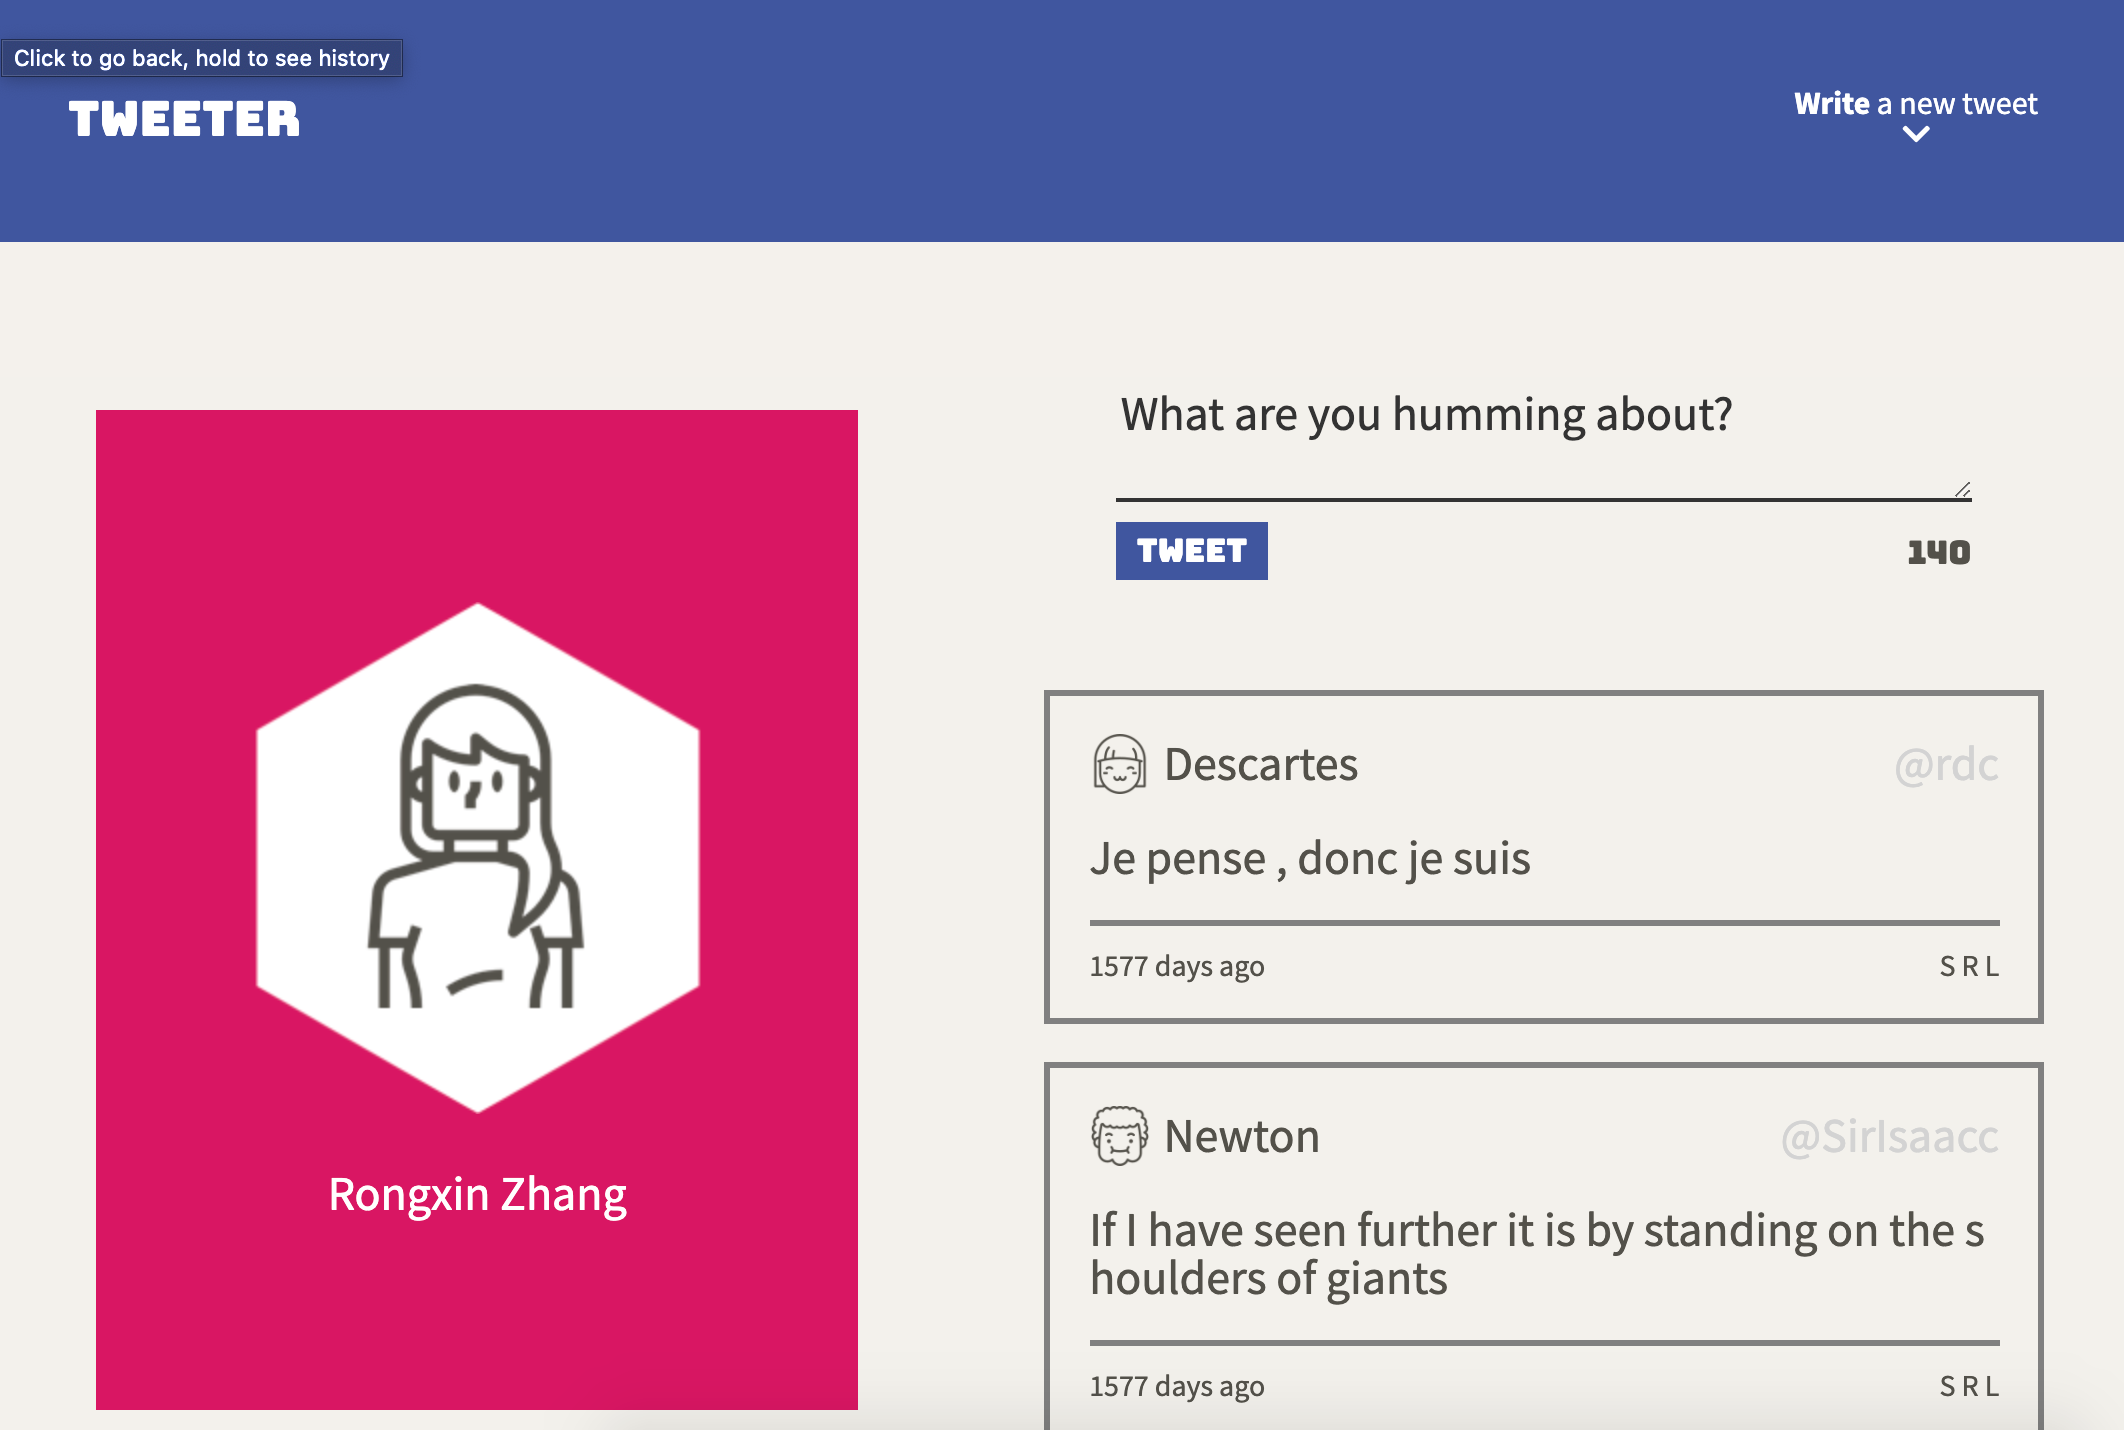 Click to go back, hold to see history
TWEETER
Write a new tweet
What are you humming about?
TWEET
140
Rongxin Zhang
Descartes
@rdc
Je pense , donc je suis
1577 days ago
S R L
Newton
@SirIsaacc
If I have seen further it is by standing on the s
houlders of giants
1577 days ago
S R L